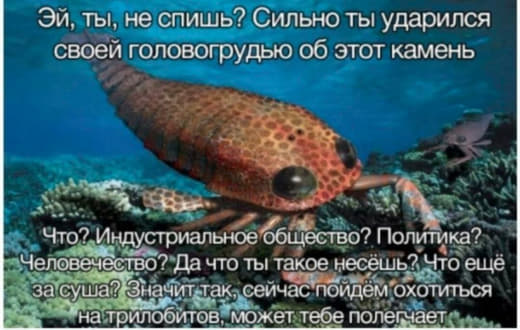 Эй, ты, не спишь? Сильно ты ударился
своей головогрудью об этот камень
Что? Индустриальное общество? Политика?
Человечество? Да что ты такое несёшь? Что ещё
за суша? Значит так, сейчас пойдём охотиться
на трилобитов, может тебе полегчает